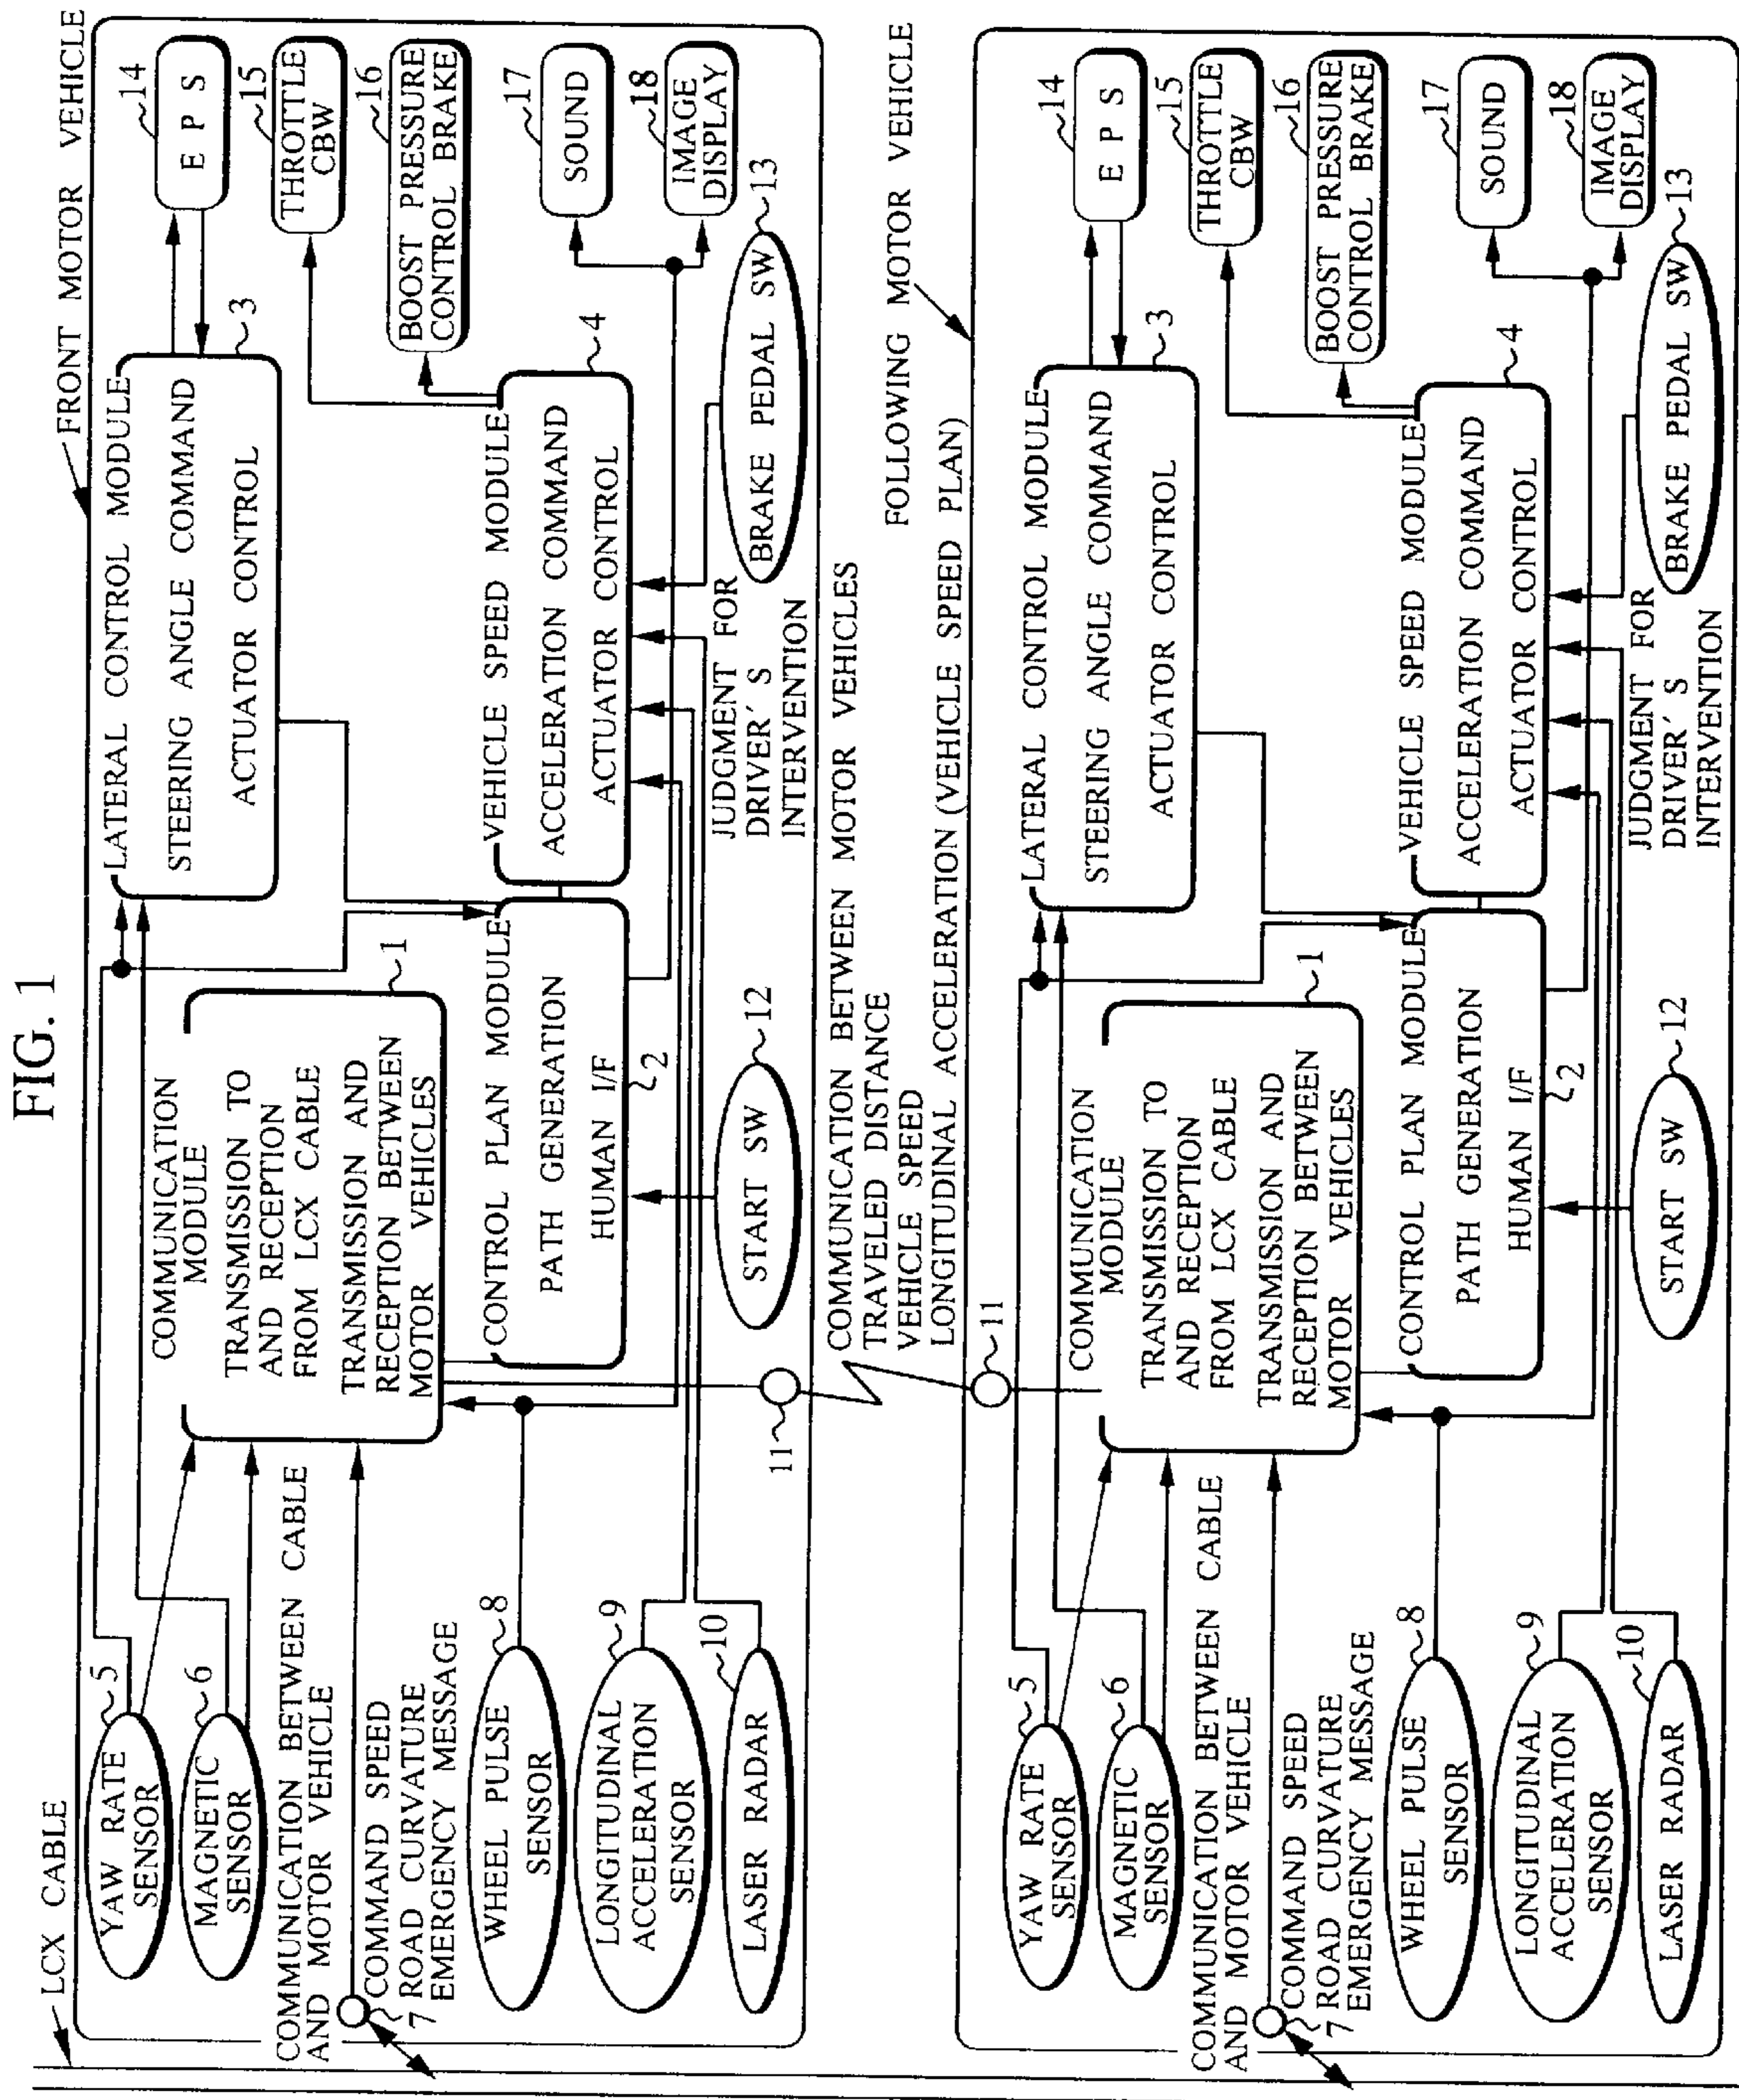 FIG. 1
LCX CABLE
FRONT MOTOR VEHICLE
YAW RATE
SENSOR
5
MAGNETIC
SENSOR
6
COMMUNICATION BETWEEN CABLE
AND MOTOR VEHICLE
7
COMMAND SPEED
ROAD CURVATURE
EMERGENCY MESSAGE
WHEEL PULSE
SENSOR
8
LONGITUDINAL
ACCELERATION
SENSOR
9
LASER RADAR
10
COMMUNICATION
MODULE
TRANSMISSION TO
AND RECEPTION
FROM LCX CABLE
TRANSMISSION AND
RECEPTION BETWEEN
MOTOR VEHICLES
1
11
CONTROL PLAN MODULE
PATH GENERATION
HUMAN I/F
2
START SW
12
LATERAL CONTROL MODULE
STEERING ANGLE COMMAND
ACTUATOR CONTROL
3
VEHICLE SPEED MODULE
ACCELERATION COMMAND
ACTUATOR CONTROL
4
JUDGMENT FOR
DRIVER'S
INTERVENTION
BRAKE PEDAL SW
13
14
E P S
15
THROTTLE
CBW
16
BOOST PRESSURE
CONTROL BRAKE
17
SOUND
18
IMAGE
DISPLAY
COMMUNICATION BETWEEN MOTOR VEHICLES
TRAVELED DISTANCE
VEHICLE SPEED
LONGITUDINAL ACCELERATION (VEHICLE SPEED PLAN)
FOLLOWING MOTOR VEHICLE
YAW RATE
SENSOR
5
MAGNETIC
SENSOR
6
COMMUNICATION BETWEEN CABLE
AND MOTOR VEHICLE
7
COMMAND SPEED
ROAD CURVATURE
EMERGENCY MESSAGE
WHEEL PULSE
SENSOR
8
LONGITUDINAL
ACCELERATION
SENSOR
9
LASER RADAR
10
11
COMMUNICATION
MODULE
TRANSMISSION TO
AND RECEPTION
FROM LCX CABLE
TRANSMISSION AND
RECEPTION BETWEEN
MOTOR VEHICLES
1
CONTROL PLAN MODULE
PATH GENERATION
HUMAN I/F
2
START SW
12
LATERAL CONTROL MODULE
STEERING ANGLE COMMAND
ACTUATOR CONTROL
3
VEHICLE SPEED MODULE
ACCELERATION COMMAND
ACTUATOR CONTROL
4
JUDGMENT FOR
DRIVER'S
INTERVENTION
BRAKE PEDAL SW
13
14
E P S
15
THROTTLE
CBW
16
BOOST PRESSURE
CONTROL BRAKE
17
SOUND
18
IMAGE
DISPLAY